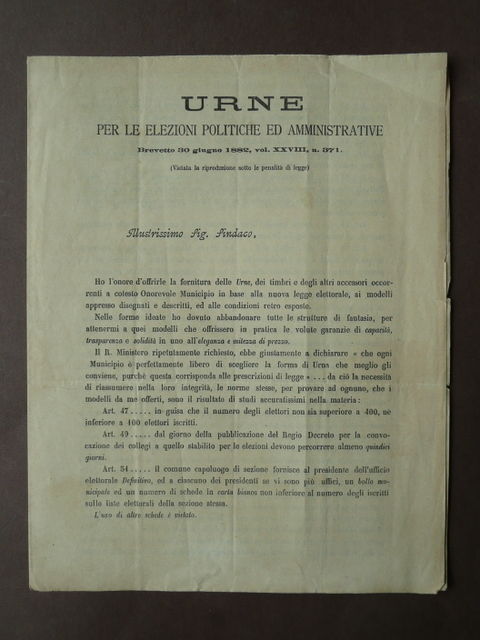 URNE
PER LE ELEZIONI POLITICHE ED AMMINISTRATIVE
Brevetto 30 giugno 1882, vol. XXVIII, n. 371.
(Vietata la riproduzione sotto le penalità di legge)
Illustrissimo Sig. Sindaco,
Ho l'onore d'offrirle la fornitura delle Urne, dei timbri e degli altri accessori occor-
renti a cotesto Onorevole Municipio in base alla nuova legge elettorale, ai modelli
appresso disegnati e descritti, ed alle condizioni retro esposte.
Nelle forme ideate ho dovuto abbandonare tutte le strutture di fantasia, per
attenermi a quei modelli che offrissero in pratica le volute garanzie di capacità,
trasparenza e solidità in uno all'eleganza e mitezza di prezzo.
Il R. Ministero ripetutamente richiesto, ebbe giustamente a dichiarare « che ogni
Municipio è perfettamente libero di scegliere la forma di Urna che meglio gli
conviene, purchè questa corrisponda alle prescrizioni di legge » ... da ciò la necessità
di riassumere nella loro integrità, le norme stesse, per provare ad ognuno, che i
modelli da me offerti, sono il risultato di studi accuratissimi nella materia:
Art. 47 ..... in guisa che il numero degli elettori non sia superiore a 400, nè
inferiore a 100 elettori iscritti.
Art. 49 ..... dal giorno della pubblicazione del Regio Decreto per la convo-
cazione dei collegi a quello stabilito per le elezioni devono percorrere almeno quindici
giorni.
Art. 54 ..... il comune capoluogo di sezione fornisce al presidente dell'ufficio
elettorale Definitivo, ed a ciascuno dei presidenti se vi sono più uffici, un bollo mu-
nicipale ed un numero di schede in carta bianca non inferiore al numero degli iscritti
sulle liste elettorali della sezione stessa.
L'uso di altre schede è vietato.